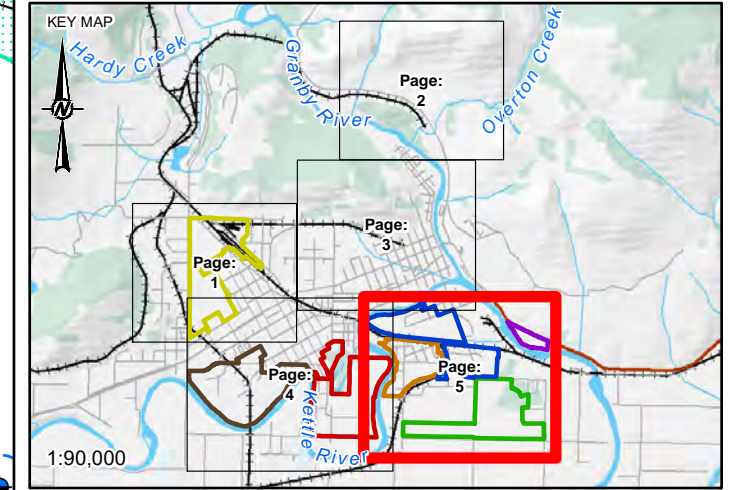 KEY MAP
Hardy Creek
N
Granby River
Page:
2
Overton Creek
Page:
3
Page:
1
Page:
4
Page:
5
Kettle River
1:90,000